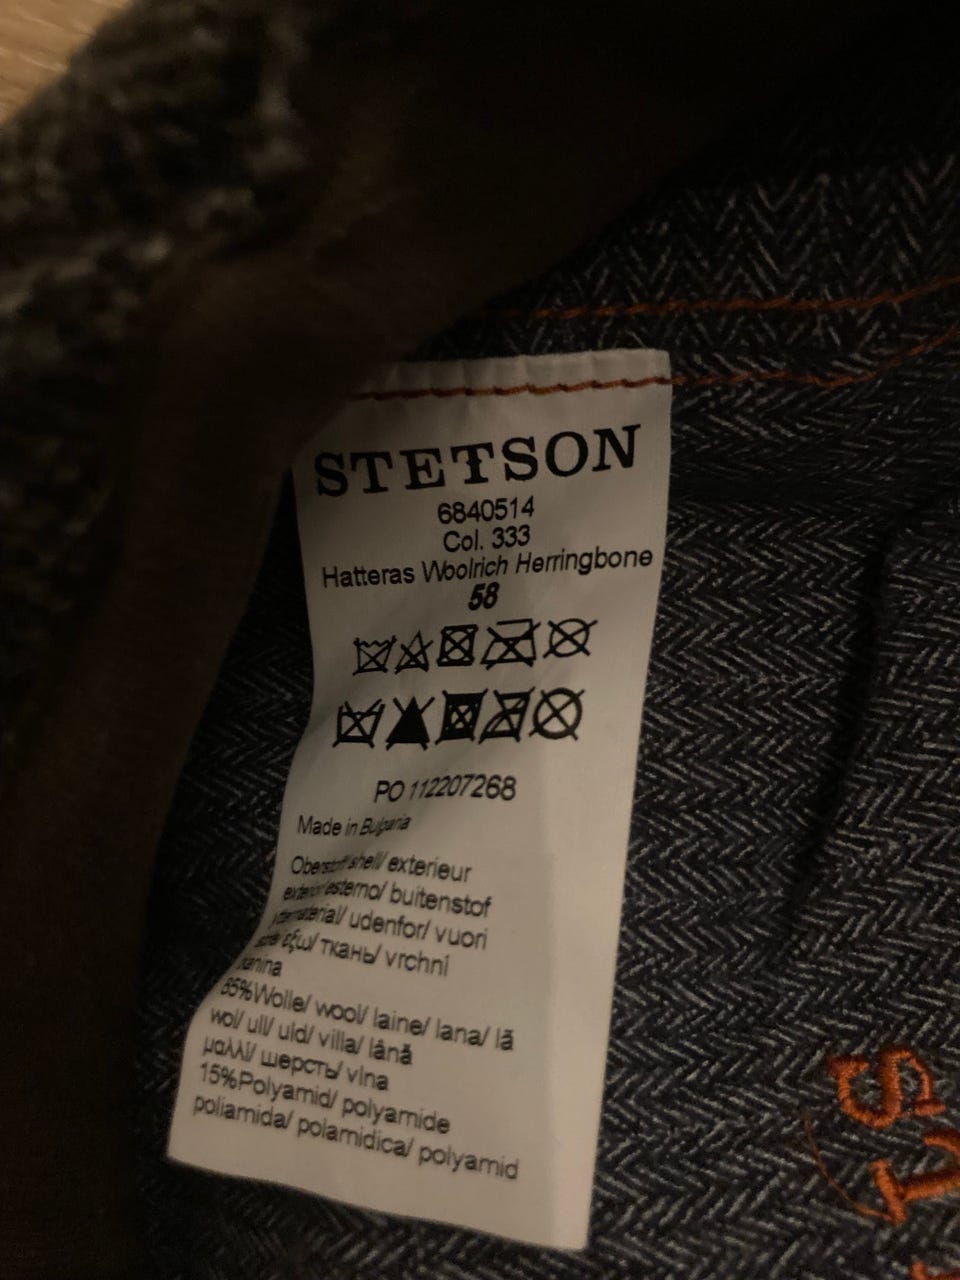 STETSON
6840514
Col. 333
Hatteras Woolrich Herringbone
58
PO 112207268
Made in Bulgaria
Oberstoff/shell/ exterieur
exterior/esterno/ buitenstof
/ udenfor/ vuori
έξω/ ткань/ vrchní
85%Wolle/ wool/ laine/ lana/ lã
wol/ ull/ uld/ villa/ lână
μαλλί/ шерсть/ vlna
15%Polyamid/ polyamide
poliamida/ polamidica/ polyamid